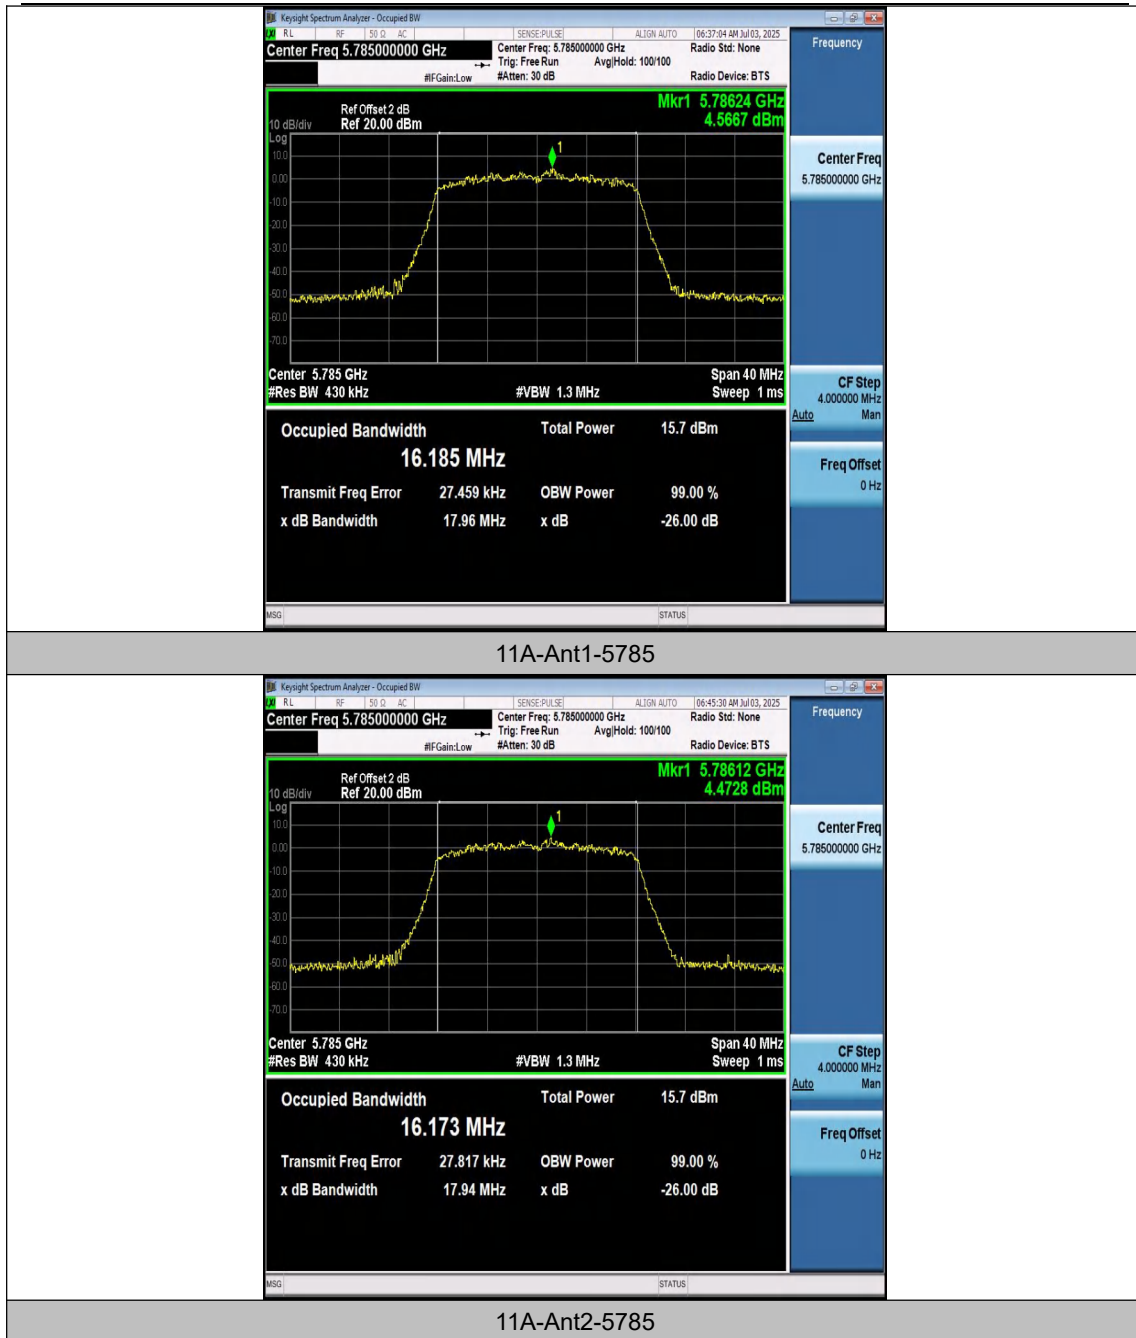 Keysight Spectrum Analyzer - Occupied BW
RL RF 50 Ω AC SENSE:PULSE ALIGN AUTO 06:37:04 AM Jul 03, 2025
Center Freq 5.785000000 GHz
Center Freq: 5.785000000 GHz Radio Std: None
Trig: Free Run Avg|Hold: 100/100
#IFGain:Low #Atten: 30 dB Radio Device: BTS
Frequency
Mkr1 5.78624 GHz
4.5667 dBm
Ref Offset 2 dB
10 dB/div Ref 20.00 dBm
Log
10.0
0.00
-10.0
-20.0
-30.0
-40.0
-50.0
-60.0
-70.0
1
Center 5.785 GHz Span 40 MHz
#Res BW 430 kHz #VBW 1.3 MHz Sweep 1 ms
Center Freq
5.785000000 GHz
CF Step
4.000000 MHz
Auto Man
Freq Offset
0 Hz
Occupied Bandwidth Total Power 15.7 dBm
16.185 MHz
Transmit Freq Error 27.459 kHz OBW Power 99.00 %
x dB Bandwidth 17.96 MHz x dB -26.00 dB
MSG STATUS
11A-Ant1-5785
Keysight Spectrum Analyzer - Occupied BW
RL RF 50 Ω AC SENSE:PULSE ALIGN AUTO 06:45:30 AM Jul 03, 2025
Center Freq 5.785000000 GHz
Center Freq: 5.785000000 GHz Radio Std: None
Trig: Free Run Avg|Hold: 100/100
#IFGain:Low #Atten: 30 dB Radio Device: BTS
Frequency
Mkr1 5.78612 GHz
4.4728 dBm
Ref Offset 2 dB
10 dB/div Ref 20.00 dBm
Log
10.0
0.00
-10.0
-20.0
-30.0
-40.0
-50.0
-60.0
-70.0
1
Center 5.785 GHz Span 40 MHz
#Res BW 430 kHz #VBW 1.3 MHz Sweep 1 ms
Center Freq
5.785000000 GHz
CF Step
4.000000 MHz
Auto Man
Freq Offset
0 Hz
Occupied Bandwidth Total Power 15.7 dBm
16.173 MHz
Transmit Freq Error 27.817 kHz OBW Power 99.00 %
x dB Bandwidth 17.94 MHz x dB -26.00 dB
MSG STATUS
11A-Ant2-5785